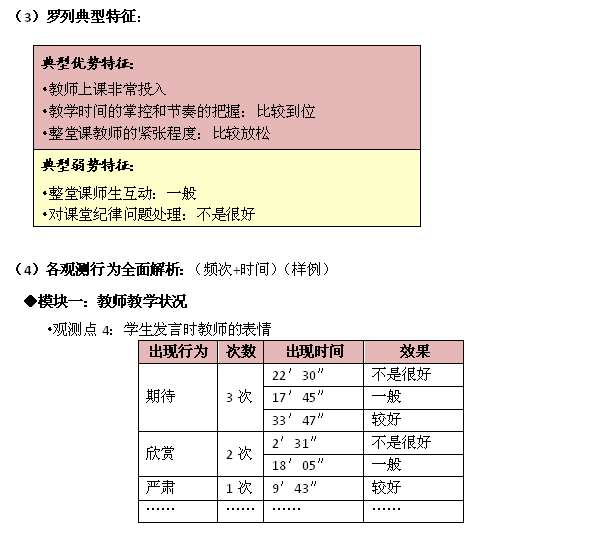 （3）罗列典型特征：
典型优势特征：
•教师上课非常投入
•教学时间的掌控和节奏的把握：比较到位
•整堂课教师的紧张程度：比较放松
典型弱势特征：
•整堂课师生互动：一般
•对课堂纪律问题处理：不是很好
（4）各观测行为全面解析：（频次+时间）（样例）
◆模块一：教师教学状况
•观测点 4：学生发言时教师的表情
出现行为 次数 出现时间 效果
期待 3 次 22′30″ 不是很好
17′45″ 一般
33′47″ 较好
欣赏 2 次 2′31″ 不是很好
18′05″ 一般
严肃 1 次 9′43″ 较好
…… …… …… ……